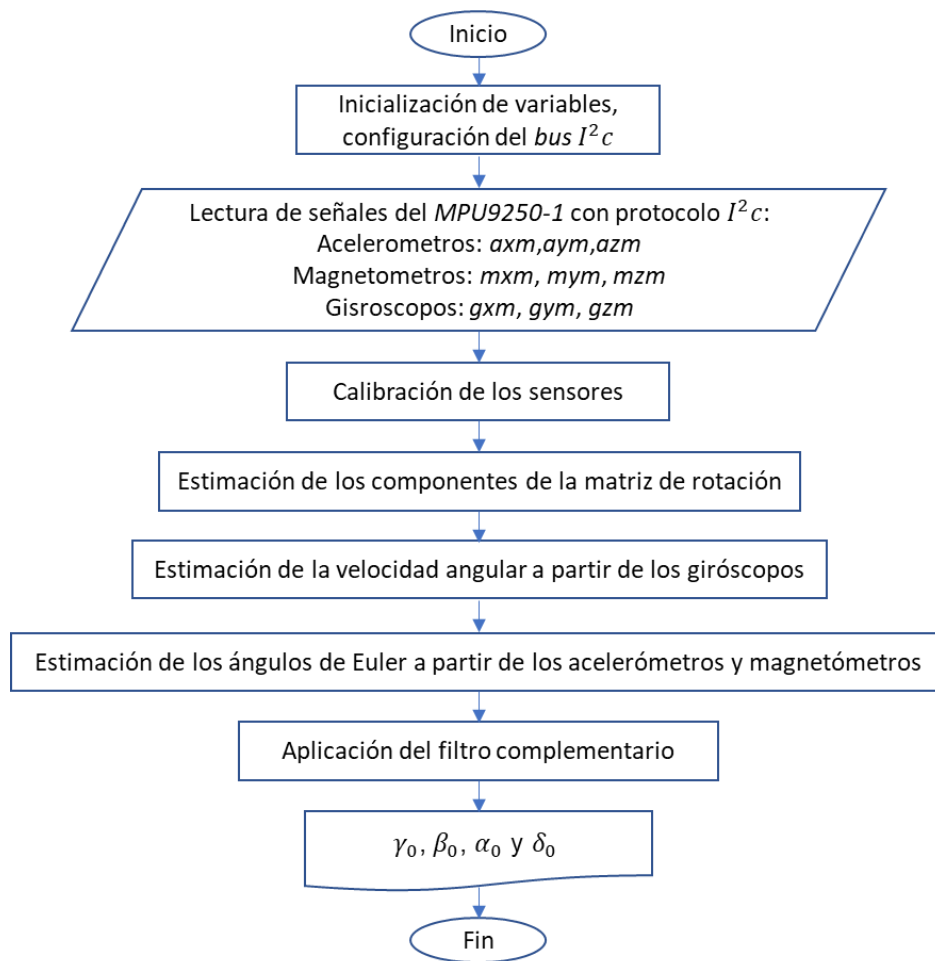 Inicio
Inicialización de variables,
configuración del bus I²c
Lectura de señales del MPU9250-1 con protocolo I²c:
Acelerometros: axm,aym,azm
Magnetometros: mxm, mym, mzm
Gisroscopos: gxm, gym, gzm
Calibración de los sensores
Estimación de los componentes de la matriz de rotación
Estimación de la velocidad angular a partir de los giróscopos
Estimación de los ángulos de Euler a partir de los acelerómetros y magnetómetros
Aplicación del filtro complementario
γ₀, β₀, α₀ y δ₀
Fin